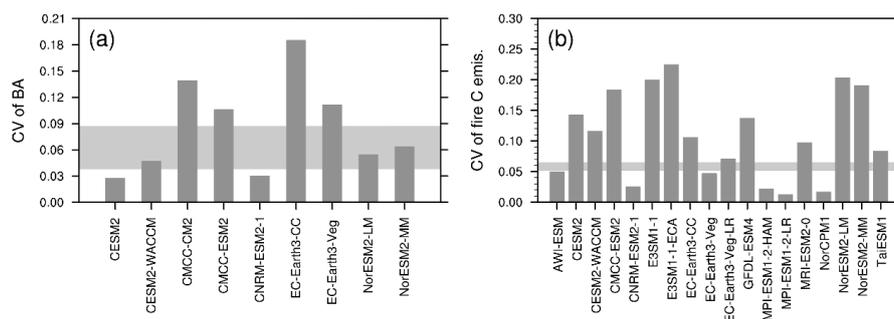 (a)
CV of BA
0.21
0.18
0.15
0.12
0.09
0.06
0.03
0.00
CESM2
CESM2-WACCM
CMCC-CM2
CMCC-ESM2
CNRM-ESM2-1
EC-Earth3-CC
EC-Earth3-Veg
NorESM2-LM
NorESM2-MM
(b)
CV of fire C emis.
0.30
0.20
0.15
0.10
0.05
0.00
AWI-ESM
CESM2
CESM2-WACCM
CMCC-ESM2
CNRM-ESM2-1
E3SM1-1
E3SM1-1-ECA
EC-Earth3-CC
EC-Earth3-Veg
EC-Earth3-Veg-LR
GFDL-ESM4
MPI-ESM1-2-HAM
MPI-ESM1-2-LR
MRI-ESM2-0
NorCPM1
NorESM2-LM
NorESM2-MM
TaiESM1